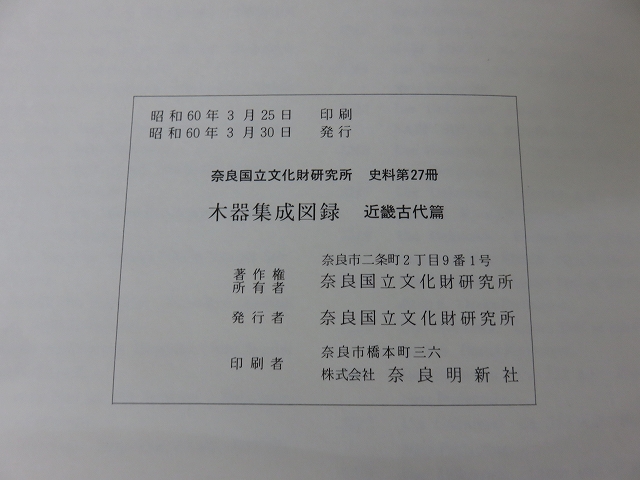 昭和60年3月25日 印刷
昭和60年3月30日 発行
奈良国立文化財研究所 史料第27冊
木器集成図録 近畿古代篇
奈良市二条町2丁目9番1号
著作権所有者 奈良国立文化財研究所
発行者 奈良国立文化財研究所
奈良市橋本町三六
印刷者 株式会社 奈良明新社